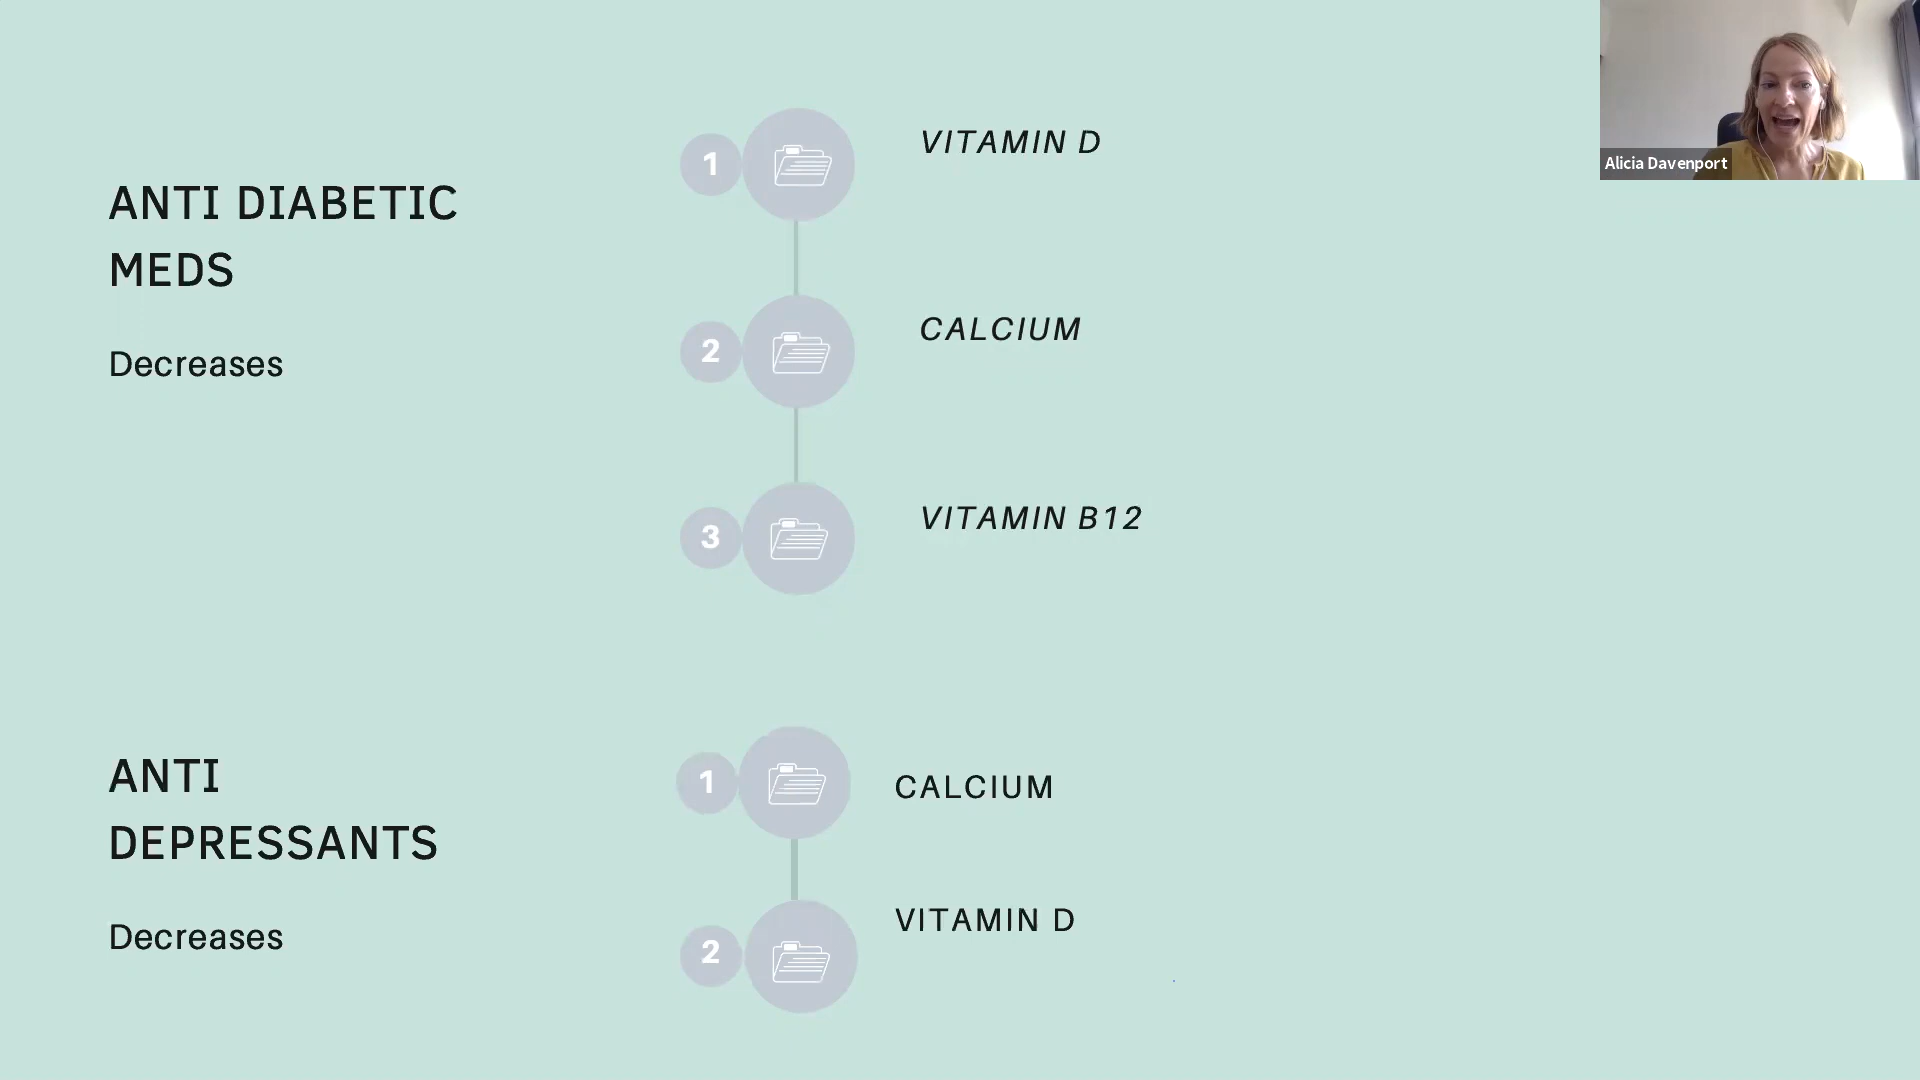 ANTI DIABETIC
MEDS
Decreases
1
VITAMIN D
2
CALCIUM
3
VITAMIN B12
ANTI
DEPRESSANTS
Decreases
1
CALCIUM
2
VITAMIN D
Alicia Davenport